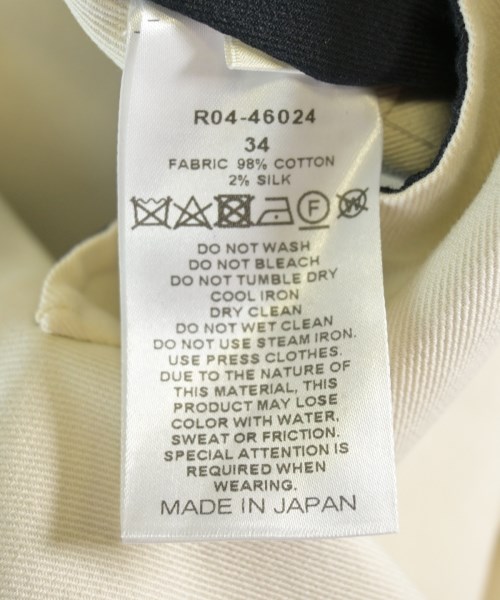 R04-46024
34
FABRIC 98% COTTON
2% SILK
F W
DO NOT WASH
DO NOT BLEACH
DO NOT TUMBLE DRY
COOL IRON
DRY CLEAN
DO NOT WET CLEAN
DO NOT USE STEAM IRON.
USE PRESS CLOTHES.
DUE TO THE NATURE OF
THIS MATERIAL, THIS
PRODUCT MAY LOSE
COLOR WITH WATER,
SWEAT OR FRICTION.
SPECIAL ATTENTION IS
REQUIRED WHEN
WEARING.
MADE IN JAPAN